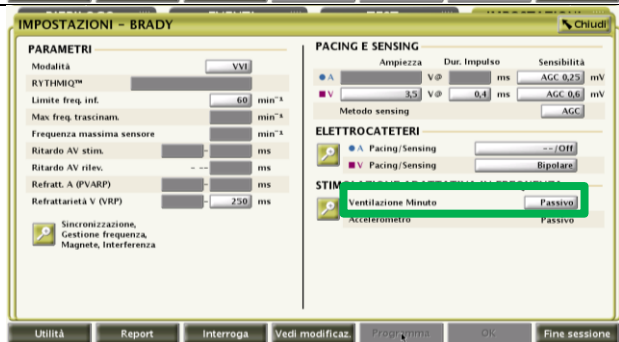 IMPOSTAZIONI - BRADY
Chiudi
PARAMETRI
Modalità VVI
RYTHMIQ™
Limite freq. inf. 60 min⁻¹
Max freq. trascinam. min⁻¹
Frequenza massima sensore min⁻¹
Ritardo AV stim. - ms
Ritardo AV rilev. - -- ms
Refratt. A (PVARP) - ms
Refrattarietà V (VRP) - 250 ms
Sincronizzazione,
Gestione frequenza,
Magnete, Interferenza
PACING E SENSING
Ampiezza Dur. Impulso Sensibilità
A V@ ms AGC 0,25 mV
V 3,5 V@ 0,4 ms AGC 0,6 mV
Metodo sensing AGC
ELETTROCATETERI
A Pacing/Sensing --/Off
V Pacing/Sensing Bipolare
Ventilazione Minuto Passivo
Accelerometro Passivo
Utilità Report Interroga Vedi modificaz. Programma OK Fine sessione